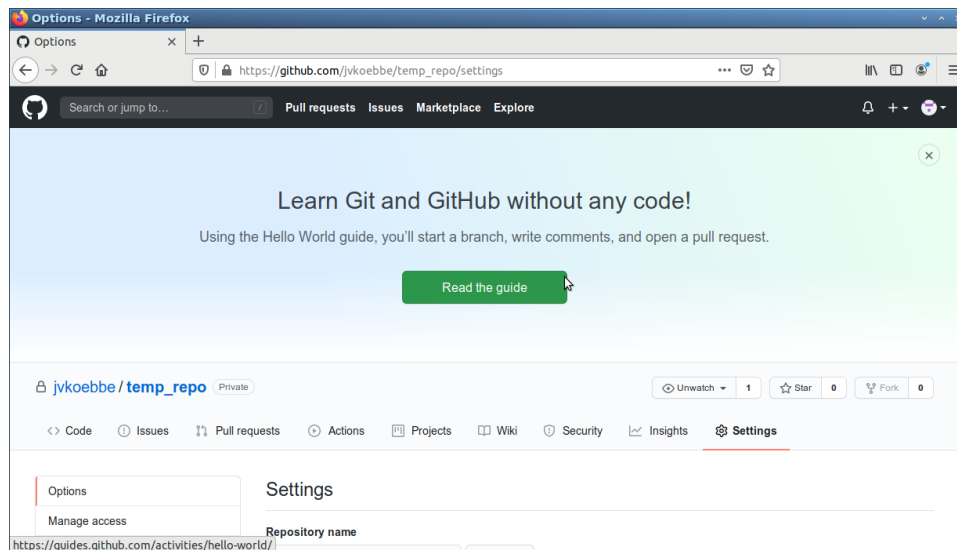 Options - Mozilla Firefox
Options
https://github.com/jvkoebbe/temp_repo/settings
Search or jump to... / Pull requests Issues Marketplace Explore
Learn Git and GitHub without any code!
Using the Hello World guide, you'll start a branch, write comments, and open a pull request.
Read the guide
jvkoebbe / temp_repo Private Unwatch 1 Star 0 Fork 0
Code Issues Pull requests Actions Projects Wiki Security Insights Settings
Options
Settings
Manage access
Repository name
https://guides.github.com/activities/hello-world/